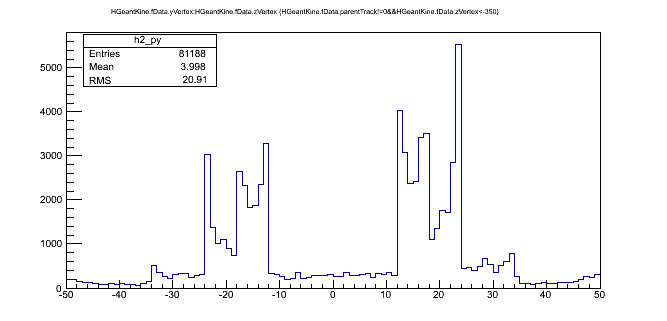 HGeantKine.fData.yVertex:HGeantKine.fData.zVertex {HGeantKine.fData.parentTrack!=0&&HGeantKine.fData.zVertex<-350}
h2_py
Entries 81188
Mean 3.998
RMS 20.91
5000
4000
3000
2000
1000
0
-50 -40 -30 -20 -10 0 10 20 30 40 50